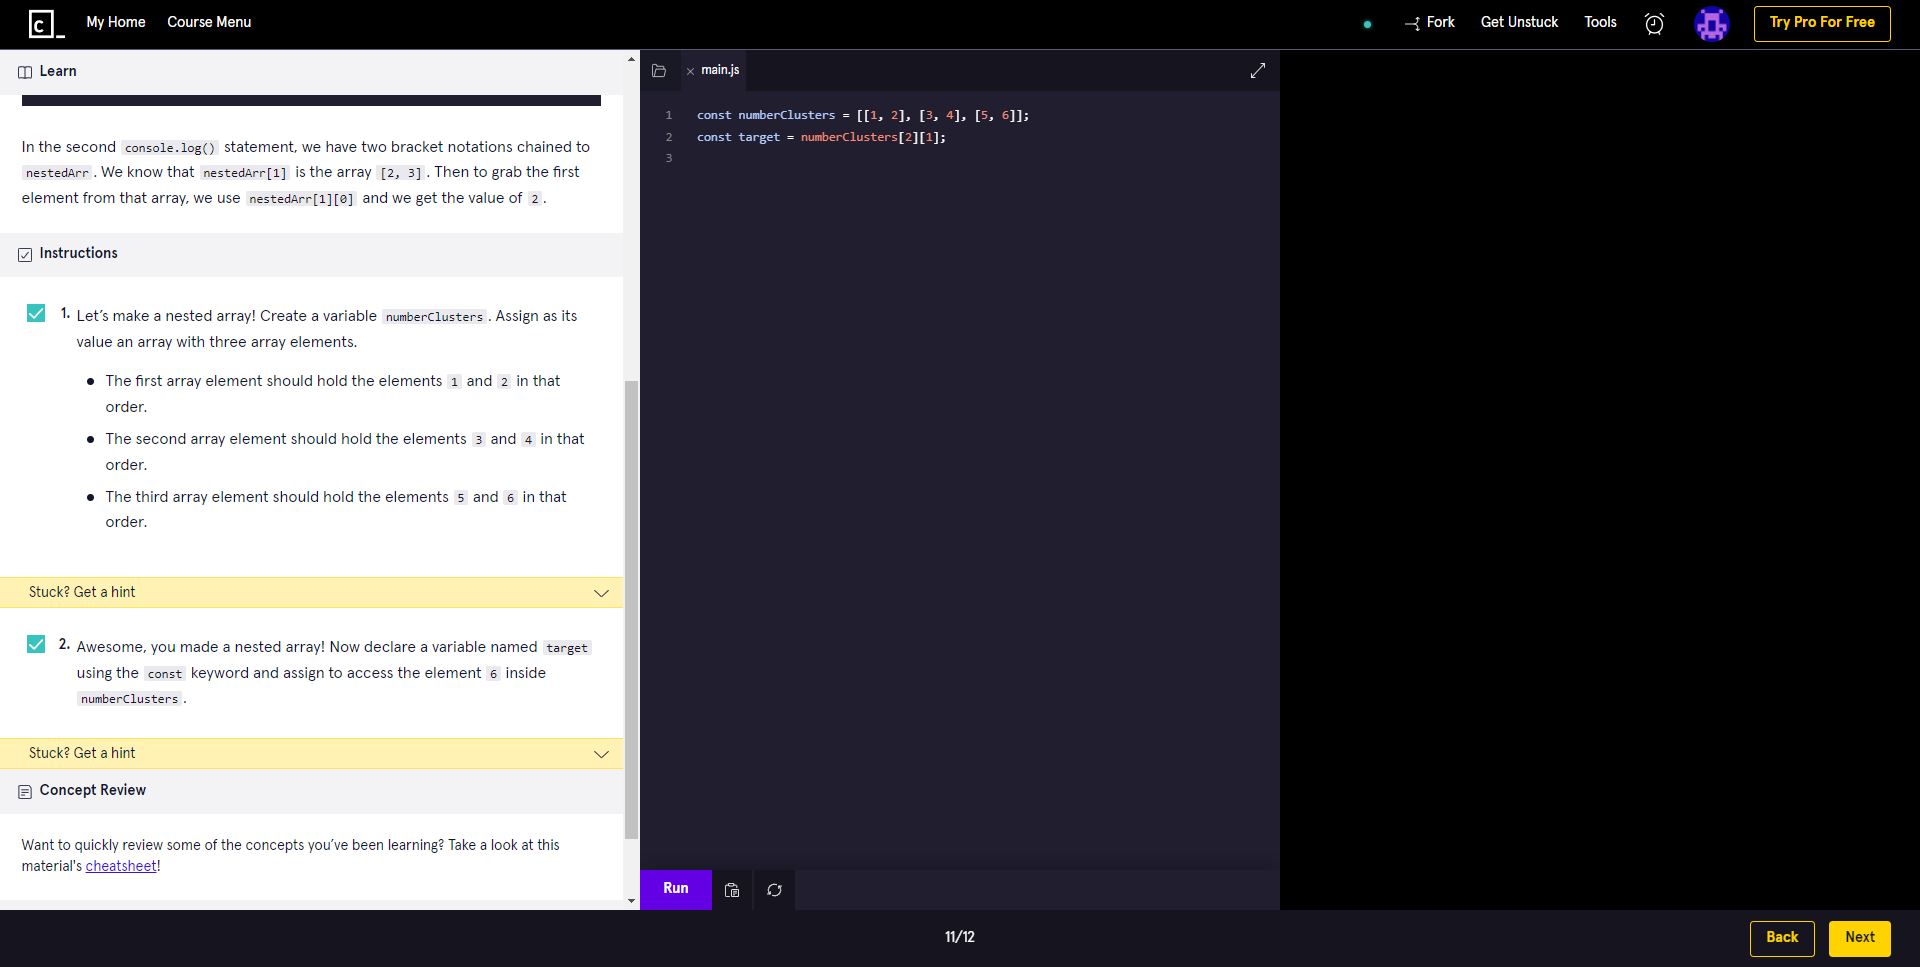 c_
My Home Course Menu
Fork Get Unstuck Tools Try Pro For Free
Learn
In the second console.log() statement, we have two bracket notations chained to
nestedArr. We know that nestedArr[1] is the array [2, 3]. Then to grab the first
element from that array, we use nestedArr[1][0] and we get the value of 2.
Instructions
1. Let’s make a nested array! Create a variable numberClusters. Assign as its
value an array with three array elements.
The first array element should hold the elements 1 and 2 in that
order.
The second array element should hold the elements 3 and 4 in that
order.
The third array element should hold the elements 5 and 6 in that
order.
Stuck? Get a hint
2. Awesome, you made a nested array! Now declare a variable named target
using the const keyword and assign to access the element 6 inside
numberClusters.
Stuck? Get a hint
Concept Review
Want to quickly review some of the concepts you’ve been learning? Take a look at this
material's cheatsheet!
main.js
1 const numberClusters = [[1, 2], [3, 4], [5, 6]];
2 const target = numberClusters[2][1];
3
Run
11/12
Back Next